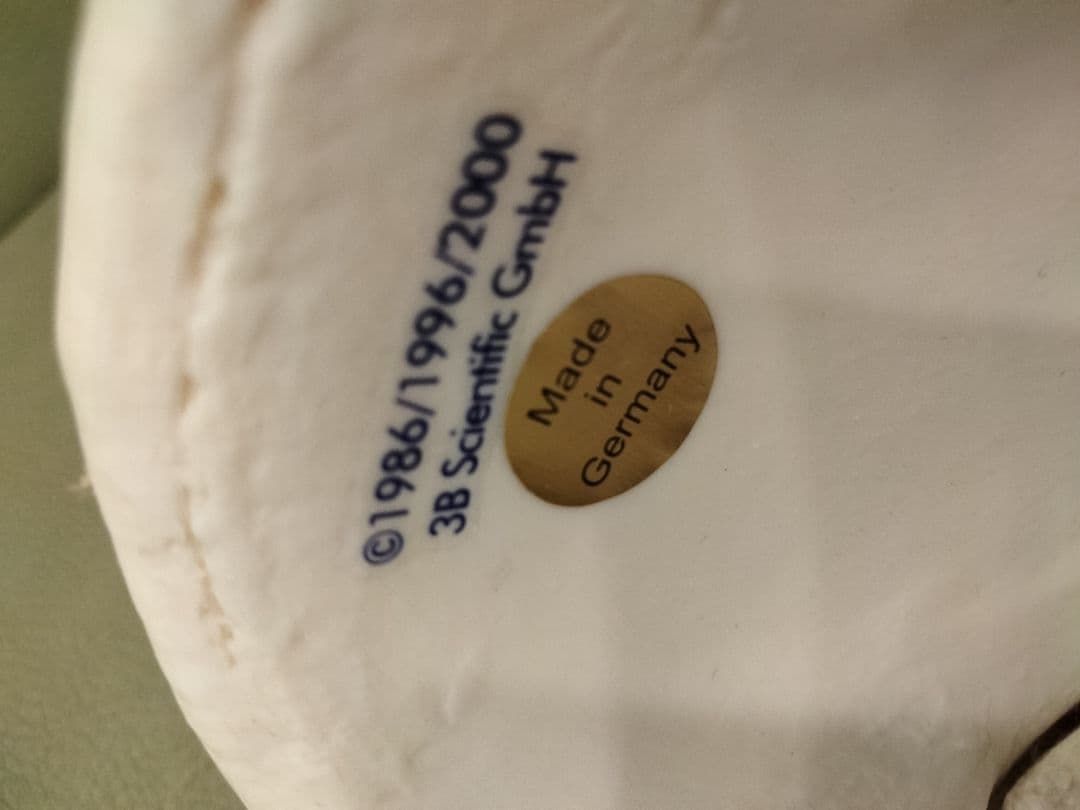 ©1986/1996/2000
3B Scientific GmbH
Made
in
Germany